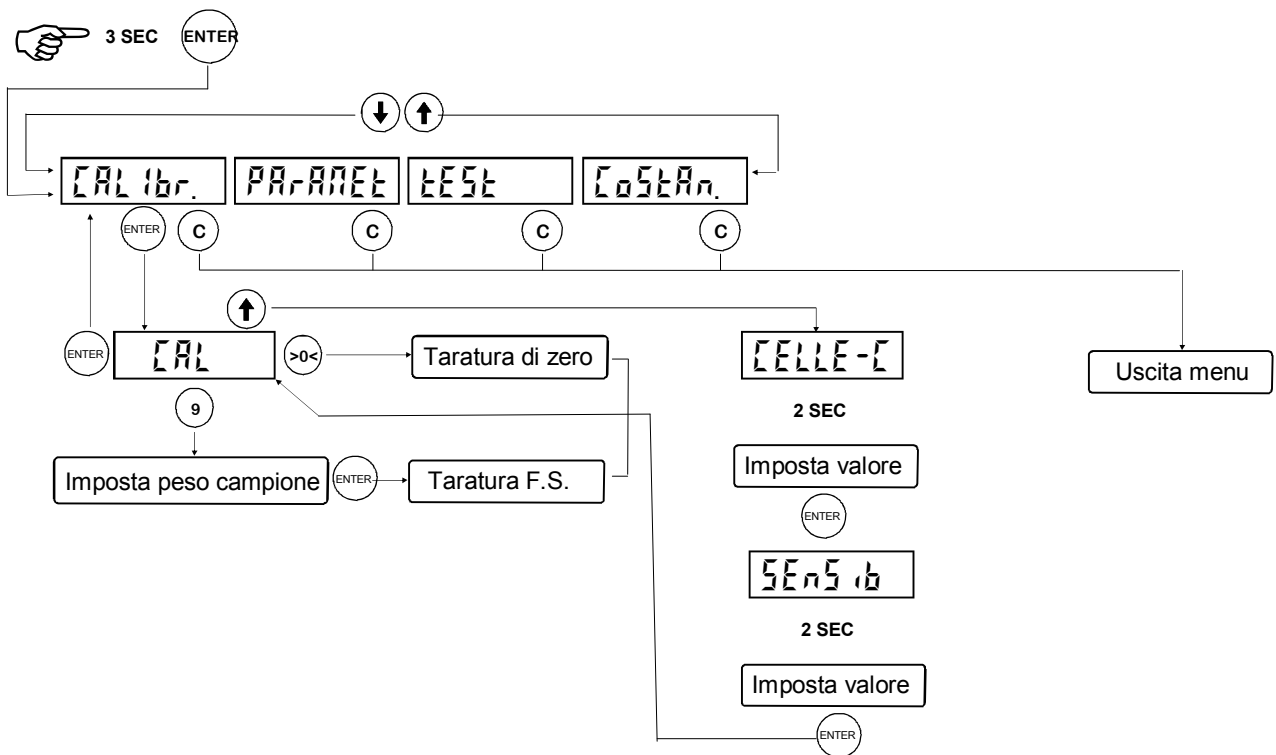 3 SEC ENTER
CALIbr. PArAMEt tESt CoStAn.
ENTER C C C C
ENTER CAL >0< Taratura di zero CELLE-C Uscita menu
9 2 SEC
Imposta peso campione ENTER Taratura F.S. Imposta valore
ENTER
SEnSib
2 SEC
Imposta valore
ENTER